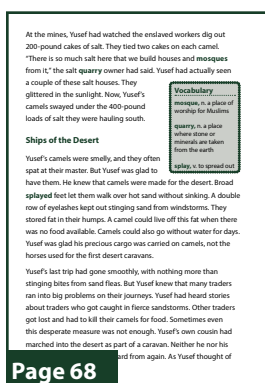 At the mines, Yusef had watched the enslaved workers dig out
200-pound cakes of salt. They tied two cakes on each camel.
"There is so much salt here that we build houses and mosques
from it," the salt quarry owner had said. Yusef had actually seen
a couple of these salt houses. They
glittered in the sunlight. Now, Yusef's
camels swayed under the 400-pound
loads of salt they were hauling south.
Vocabulary
mosque, n. a place of
worship for Muslims
quarry, n. a place
where stone or
minerals are taken
from the earth
splay, v. to spread out
Ships of the Desert
Yusef's camels were smelly, and they often
spat at their master. But Yusef was glad to
have them. He knew that camels were made for the desert. Broad
splayed feet let them walk over hot sand without sinking. A double
row of eyelashes kept out stinging sand from windstorms. They
stored fat in their humps. A camel could live off this fat when there
was no food available. Camels could also go without water for days.
Yusef was glad his precious cargo was carried on camels, not the
horses used for the first desert caravans.
Yusef's last trip had gone smoothly, with nothing more than
stinging bites from sand fleas. But Yusef knew that many traders
ran into big problems on their journeys. Yusef had heard stories
about traders who got caught in fierce sandstorms. Other traders
got lost and had to kill their camels for food. Sometimes even
this desperate measure was not enough. Yusef's own cousin had
marched into the desert as part of a caravan. Neither he nor his
ard from again. As Yusef thought of
Page 68